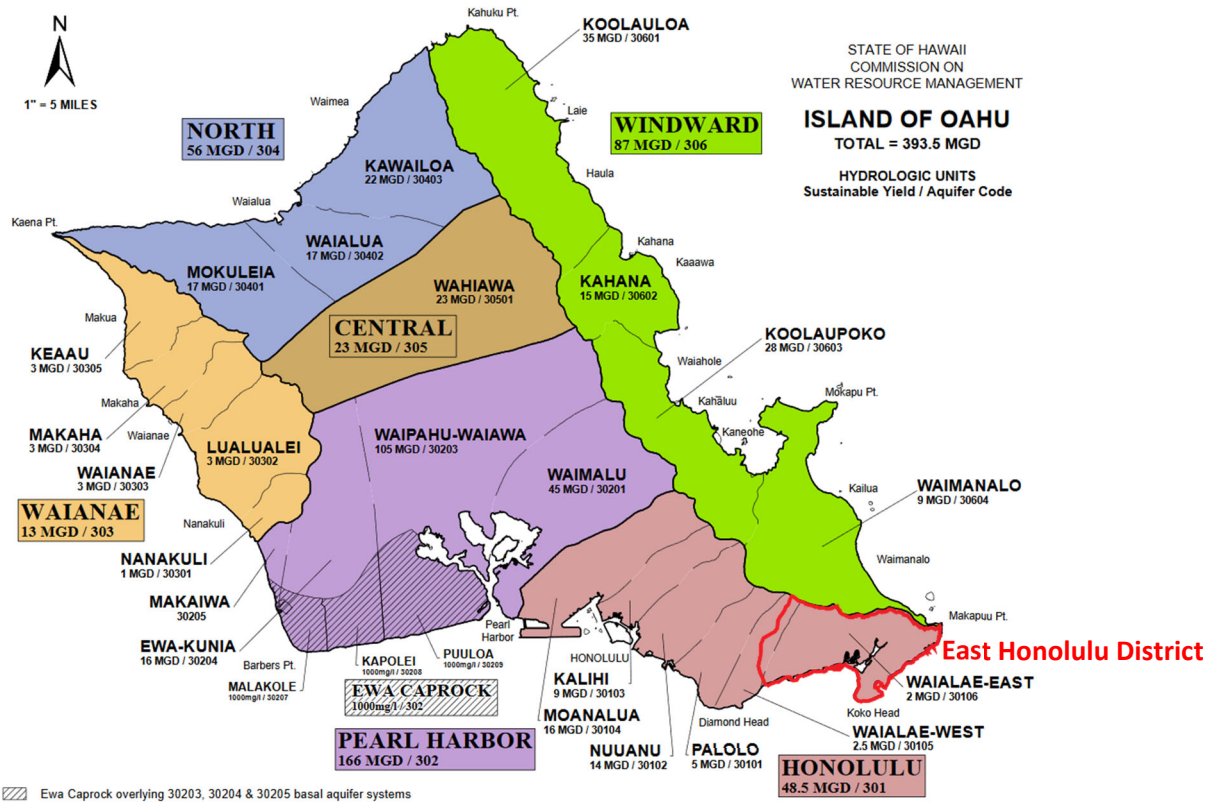 N
1" = 5 MILES
Kahuku Pt.
KOOLAULOA
35 MGD / 30601
STATE OF HAWAII
COMMISSION ON
WATER RESOURCE MANAGEMENT
ISLAND OF OAHU
TOTAL = 393.5 MGD
HYDROLOGIC UNITS
Sustainable Yield / Aquifer Code
Waimea
Laie
NORTH
56 MGD / 304
WINDWARD
87 MGD / 306
KAWAILOA
22 MGD / 30403
Haula
Waialua
Kaena Pt.
WAIALUA
17 MGD / 30402
Kahana
Kaaawa
MOKULEIA
17 MGD / 30401
WAHIAWA
23 MGD / 30501
KAHANA
15 MGD / 30602
Makua
CENTRAL
23 MGD / 305
KOOLAUPOKO
28 MGD / 30603
KEAAU
3 MGD / 30305
Waiahole
Makaha
Mokapu Pt.
Kahaluu
MAKAHA
3 MGD / 30304
Waianae
Kaneohe
WAIPAHU-WAIAWA
105 MGD / 30203
LUALUALEI
3 MGD / 30302
WAIANAE
3 MGD / 30303
WAIMALU
45 MGD / 30201
Kailua
WAIMANALO
9 MGD / 30604
WAIANAE
13 MGD / 303
Nanakuli
Waimanalo
NANAKULI
1 MGD / 30301
MAKAIWA
30205
Makapuu Pt.
Pearl
Harbor
EWA-KUNIA
16 MGD / 30204
East Honolulu District
PUULOA
1000mg/l / 30209
Barbers Pt.
KAPOLEI
1000mg/l / 30208
HONOLULU
MALAKOLE
1000mg/l / 30207
KALIHI
9 MGD / 30103
WAIALAE-EAST
2 MGD / 30106
EWA CAPROCK
1000mg/l / 302
MOANALUA
16 MGD / 30104
Diamond Head
Koko Head
WAIALAE-WEST
2.5 MGD / 30105
PEARL HARBOR
166 MGD / 302
NUUANU
14 MGD / 30102
PALOLO
5 MGD / 30101
HONOLULU
48.5 MGD / 301
Ewa Caprock overlying 30203, 30204 & 30205 basal aquifer systems